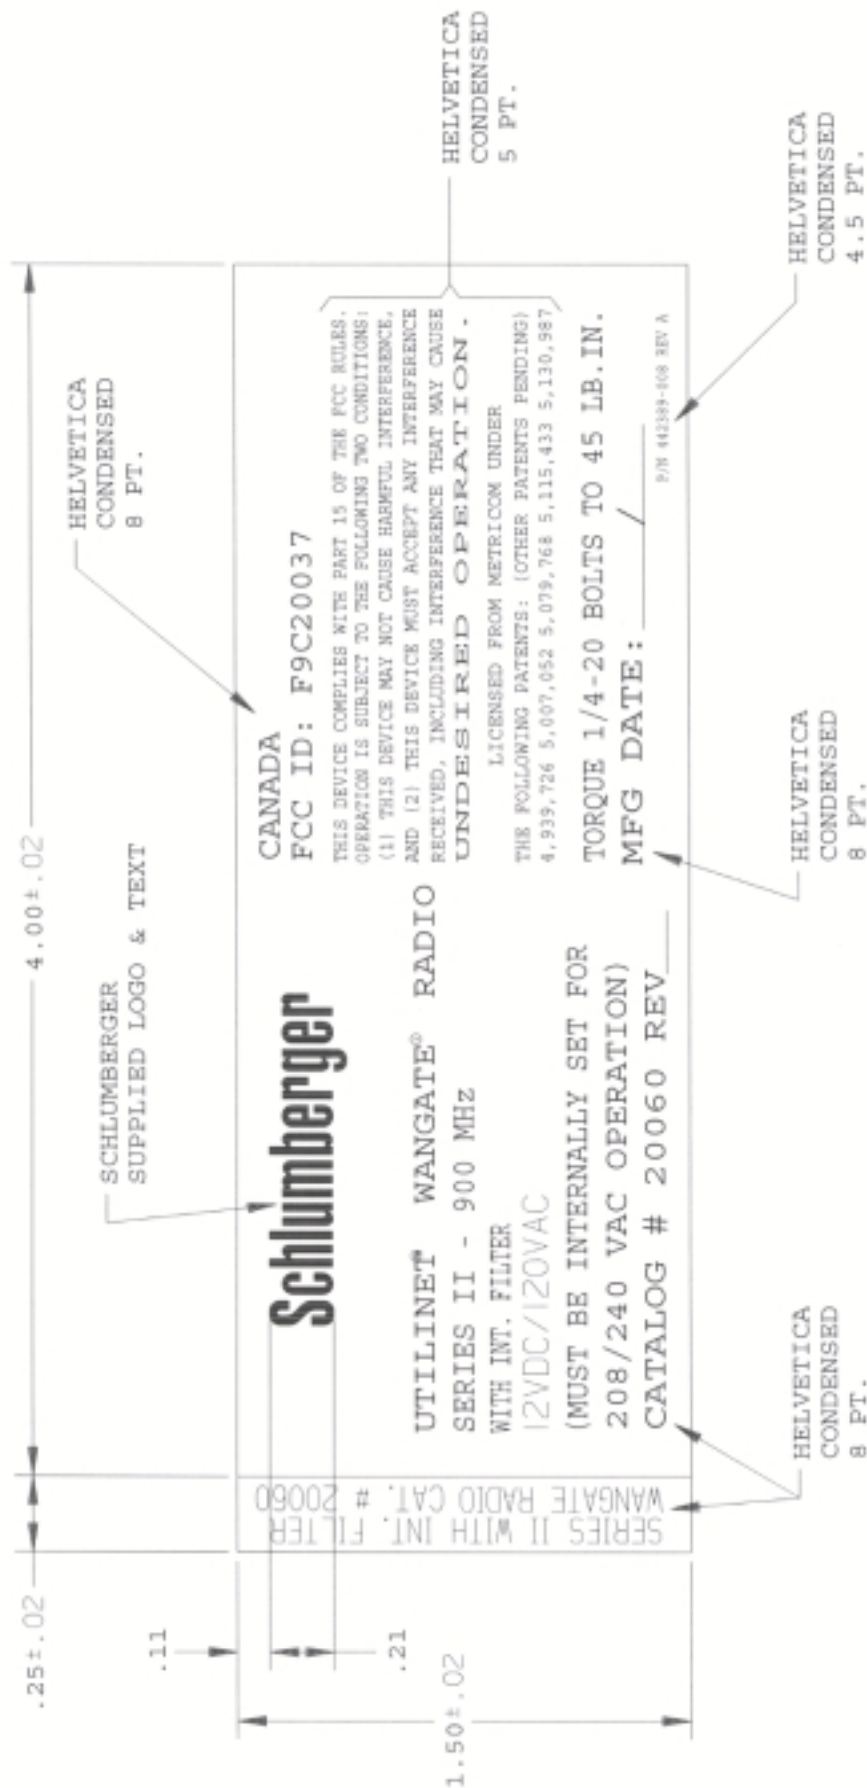 .25±.02
4.00±.02
SCHLUMBERGER
SUPPLIED LOGO & TEXT
HELVETICA
CONDENSED
8 PT.
.11
.21
1.50±.02
SERIES II WITH INT. FILTER
WANGATE RADIO CAT. # 20060
Schlumberger
UTILINET® WANGATE® RADIO
SERIES II - 900 MHz
WITH INT. FILTER
12VDC/120VAC
(MUST BE INTERNALLY SET FOR
208/240 VAC OPERATION)
CATALOG # 20060 REV__
CANADA
FCC ID: F9C20037
THIS DEVICE COMPLIES WITH PART 15 OF THE FCC RULES.
OPERATION IS SUBJECT TO THE FOLLOWING TWO CONDITIONS:
(1) THIS DEVICE MAY NOT CAUSE HARMFUL INTERFERENCE,
AND (2) THIS DEVICE MUST ACCEPT ANY INTERFERENCE
RECEIVED, INCLUDING INTERFERENCE THAT MAY CAUSE
UNDESIRED OPERATION.
LICENSED FROM METRICOM UNDER
THE FOLLOWING PATENTS: (OTHER PATENTS PENDING)
4,939,726 5,007,052 5,079,768 5,115,433 5,130,987
TORQUE 1/4-20 BOLTS TO 45 LB.IN.
MFG DATE: ____/____
P/N 442389-008 REV A
HELVETICA
CONDENSED
5 PT.
HELVETICA
CONDENSED
8 PT.
HELVETICA
CONDENSED
8 PT.
HELVETICA
CONDENSED
4.5 PT.